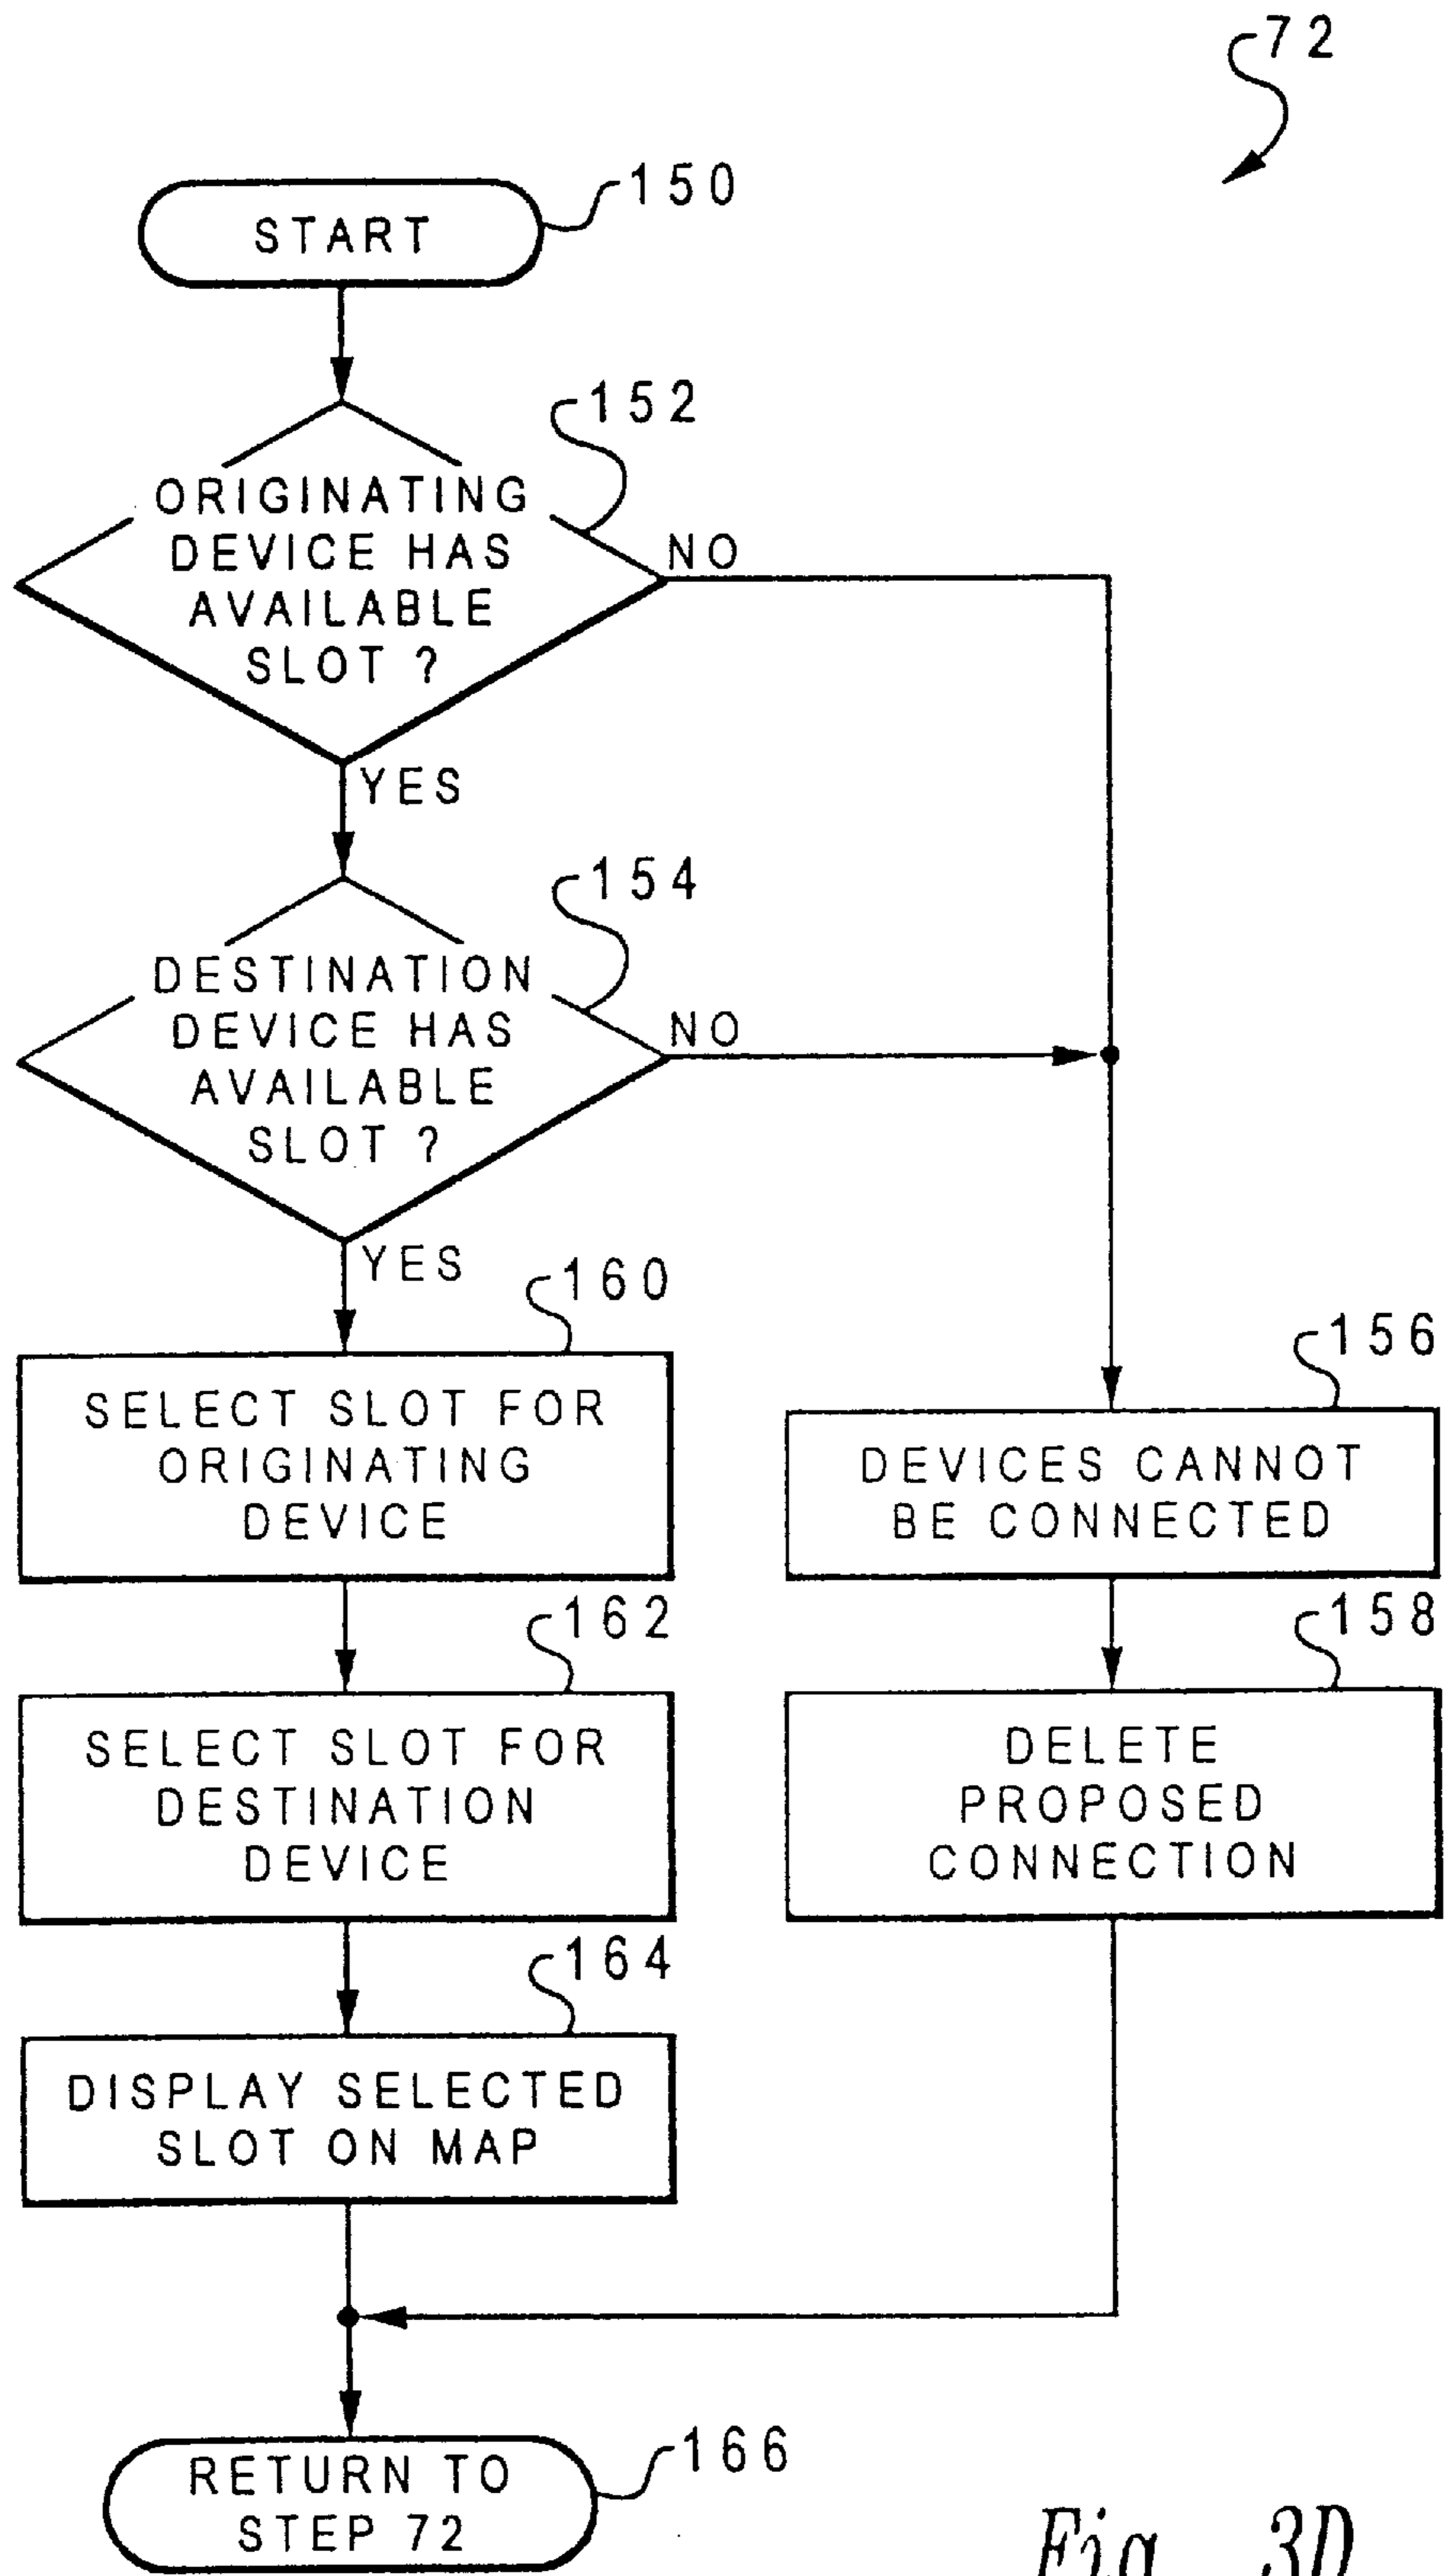 72
START
150
152
ORIGINATING
DEVICE HAS
AVAILABLE
SLOT ?
NO
YES
154
DESTINATION
DEVICE HAS
AVAILABLE
SLOT ?
NO
YES
160
SELECT SLOT FOR
ORIGINATING
DEVICE
156
DEVICES CANNOT
BE CONNECTED
162
SELECT SLOT FOR
DESTINATION
DEVICE
158
DELETE
PROPOSED
CONNECTION
164
DISPLAY SELECTED
SLOT ON MAP
RETURN TO
STEP 72
166
Fig. 3D